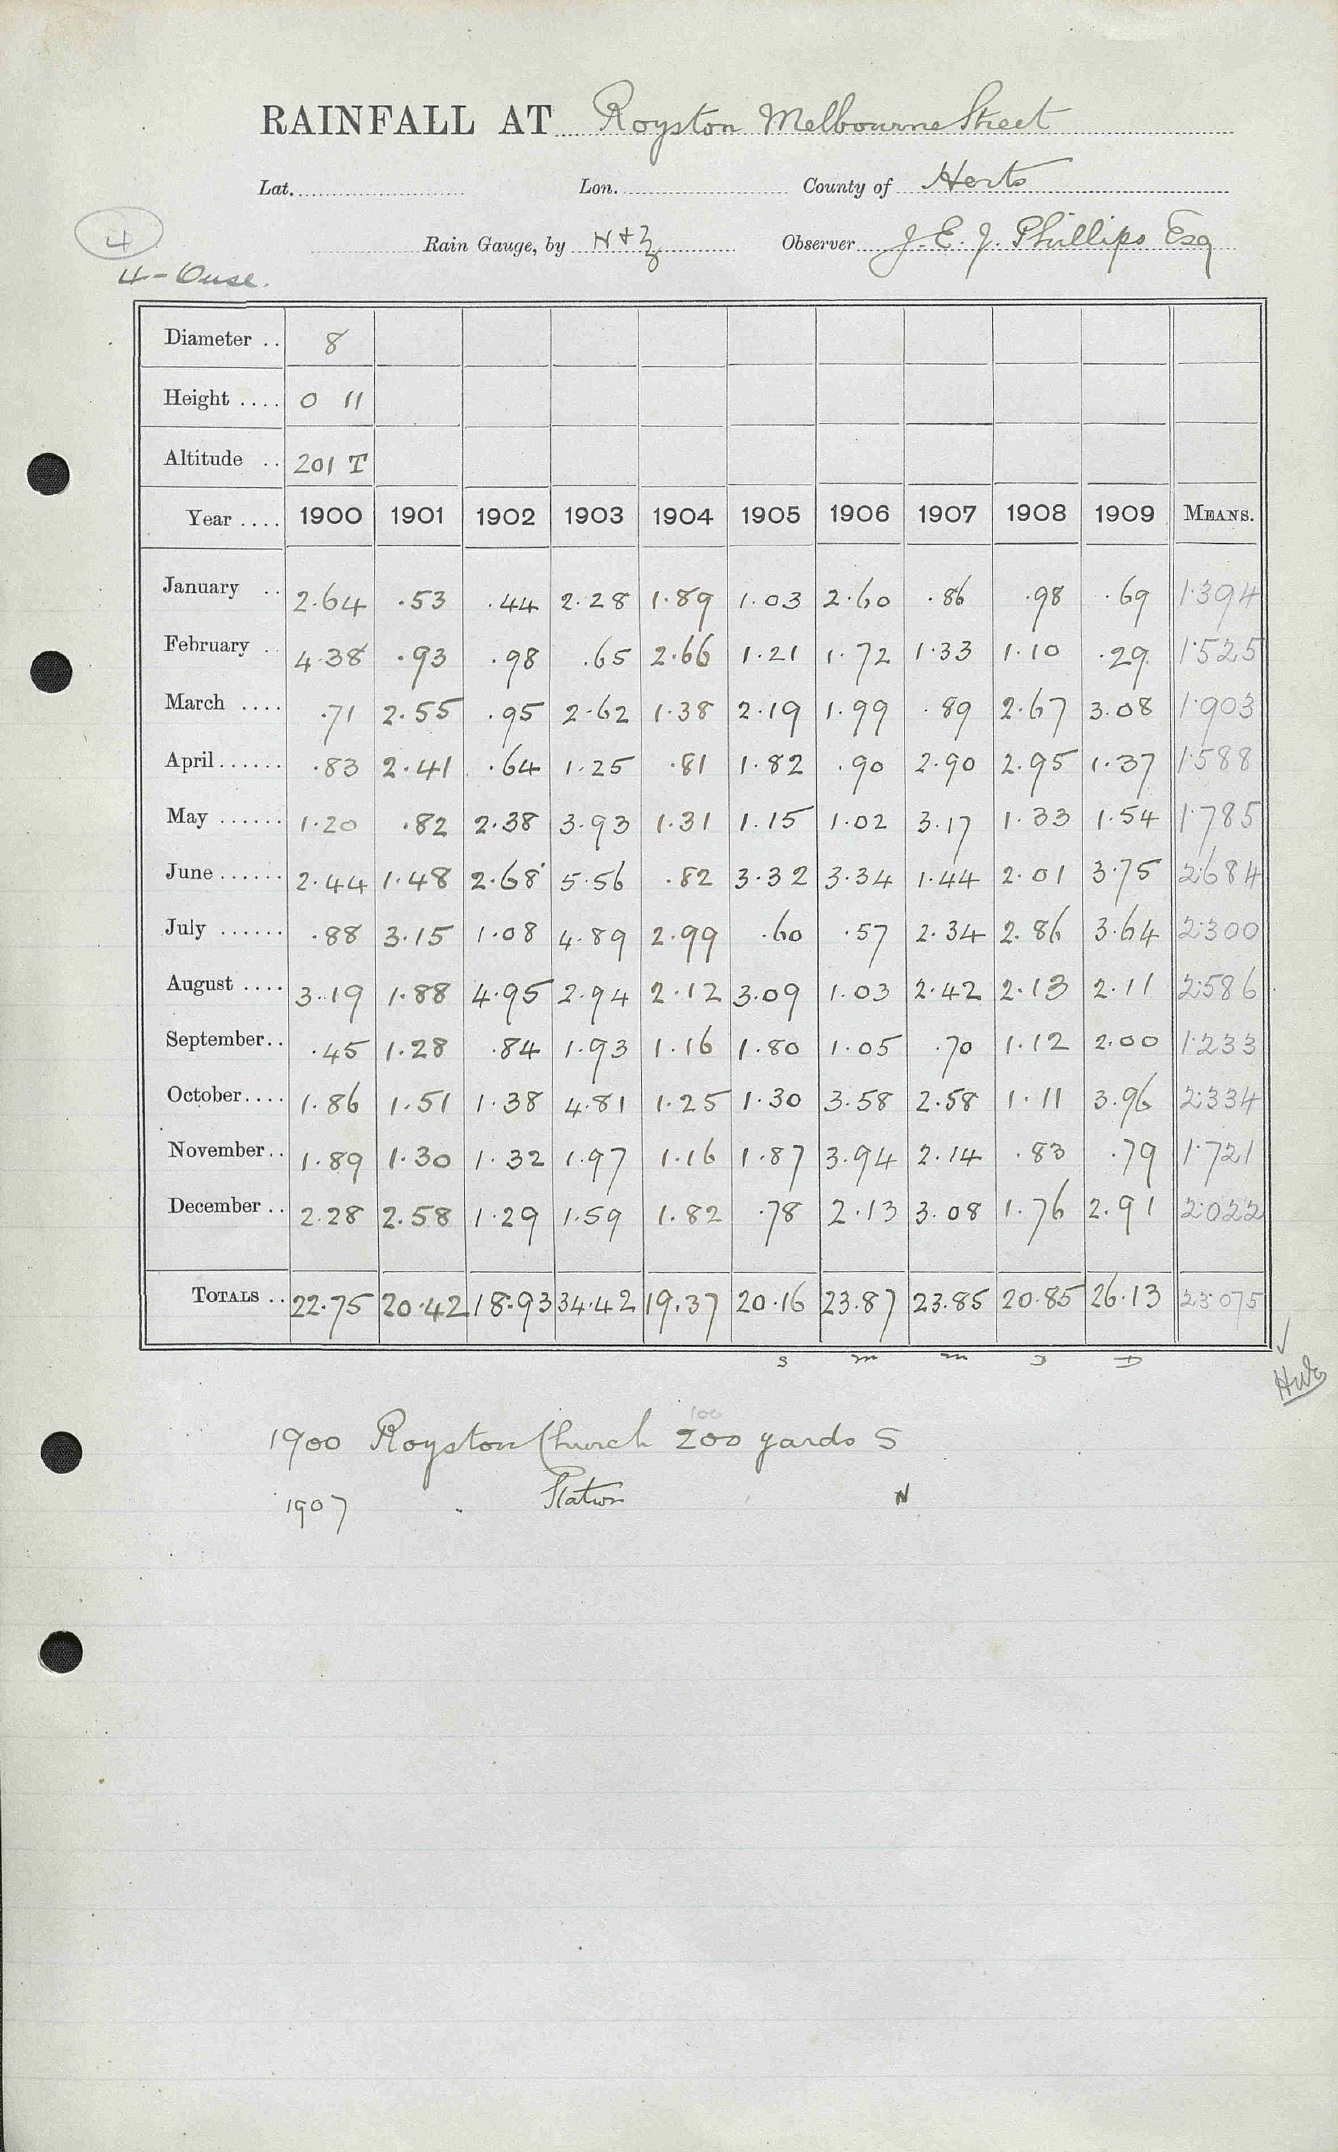 RAINFALL AT Royston Melbourne Street
Lat. Lon. County of Herts
4
Rain Gauge, by N+Z Observer J. E. J. Phillips Esq
4-Ouse.
Diameter .. 8
Height .... 0 11
Altitude .. 201 T
Year .... 1900 1901 1902 1903 1904 1905 1906 1907 1908 1909 MEANS.
January .. 2.64 .53 .44 2.28 1.89 1.03 2.60 .86 .98 .69 1.394
February .. 4.38 .93 .98 .65 2.66 1.21 1.72 1.33 1.10 .29 1.525
March .... .71 2.55 .95 2.62 1.38 2.19 1.99 .89 2.67 3.08 1.903
April ...... .83 2.41 .64 1.25 .81 1.82 .90 2.90 2.95 1.37 1.588
May ...... 1.20 .82 2.38 3.93 1.31 1.15 1.02 3.17 1.33 1.54 1.785
June ...... 2.44 1.48 2.68 5.56 .82 3.32 3.34 1.44 2.01 3.75 2.684
July ...... .88 3.15 1.08 4.89 2.99 .60 .57 2.34 2.86 3.64 2.300
August .... 3.19 1.88 4.95 2.94 2.12 3.09 1.03 2.42 2.13 2.11 2.586
September.. .45 1.28 .84 1.93 1.16 1.80 1.05 .70 1.12 2.00 1.233
October.... 1.86 1.51 1.38 4.81 1.25 1.30 3.58 2.58 1.11 3.96 2.334
November.. 1.89 1.30 1.32 1.97 1.16 1.87 3.94 2.14 .83 .79 1.721
December .. 2.28 2.58 1.29 1.59 1.82 .78 2.13 3.08 1.76 2.91 2.022
TOTALS .. 22.75 20.42 18.93 34.42 19.37 20.16 23.87 23.85 20.85 26.13 23.075
s m m
100
1900 Royston Church 200 yards S
1907 Station N